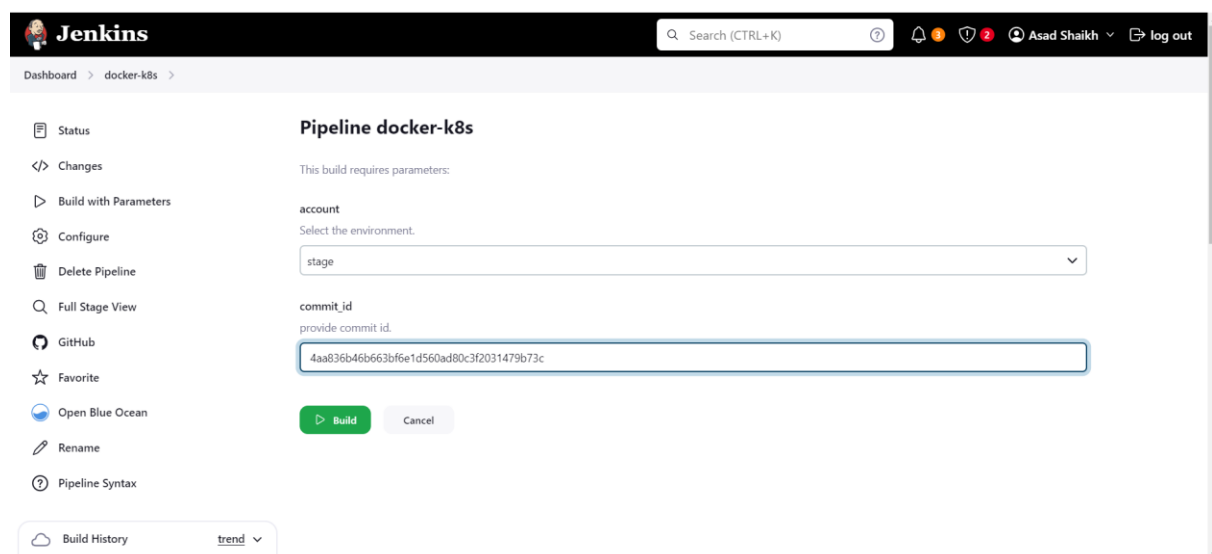 Jenkins
Search (CTRL+K)
3
2
Asad Shaikh
log out
Dashboard > docker-k8s >
Status
Changes
Build with Parameters
Configure
Delete Pipeline
Full Stage View
GitHub
Favorite
Open Blue Ocean
Rename
Pipeline Syntax
Build History
trend
Pipeline docker-k8s
This build requires parameters:
account
Select the environment.
stage
commit_id
provide commit id.
4aa836b46b663bf6e1d560ad80c3f2031479b73c
Build
Cancel